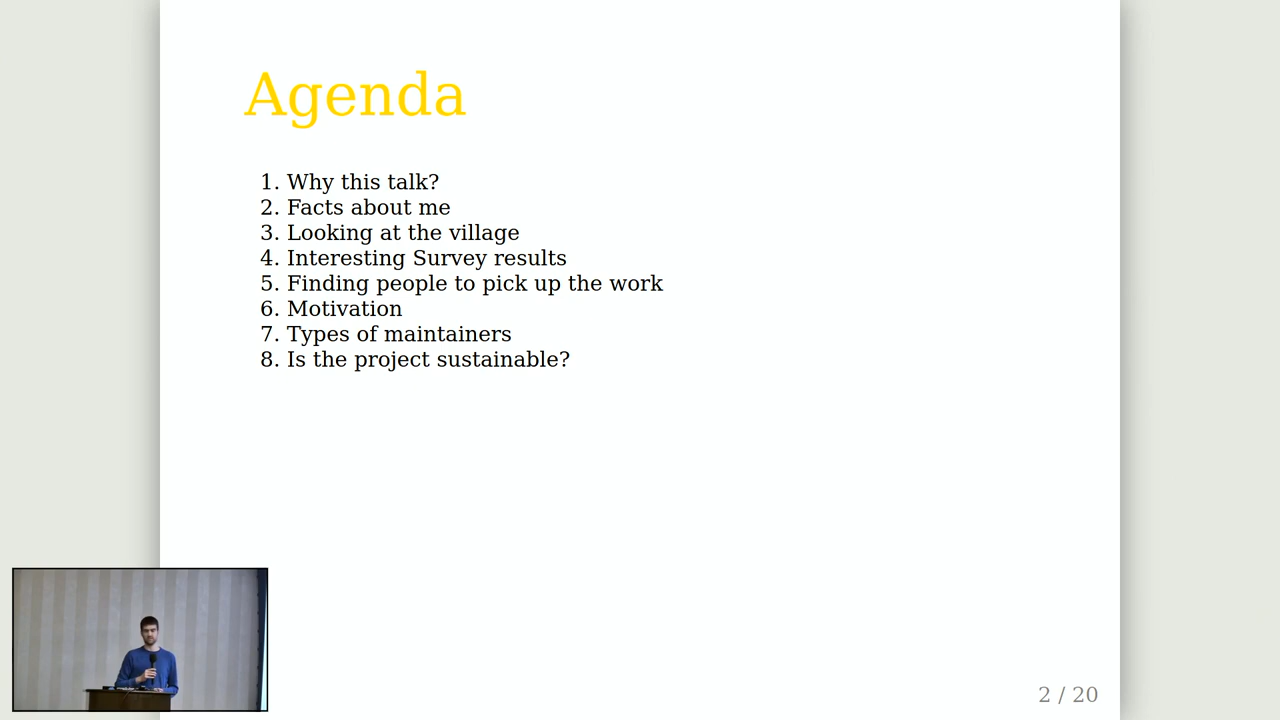 Agenda
1. Why this talk?
2. Facts about me
3. Looking at the village
4. Interesting Survey results
5. Finding people to pick up the work
6. Motivation
7. Types of maintainers
8. Is the project sustainable?
2 / 20